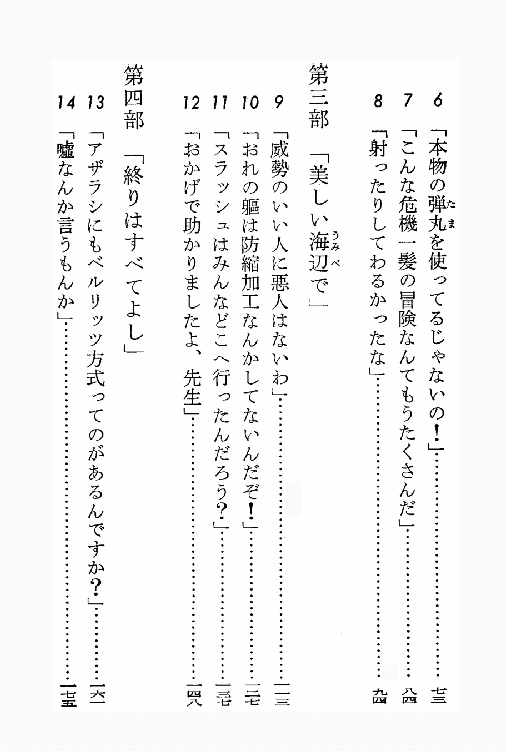 6 「本物の弾丸を使ってるじゃないの！」…………七三
7 「こんな危機一髪の冒険なんてもうたくさんだ」…………八四
8 「射ったりしてわるかったな」…………九四
第三部 「美しい海辺で」
9 「威勢のいい人に悪人はないわ」…………一一三
10 「おれの軀は防縮加工なんかしてないんだぞ！」…………一二七
11 「スラッシュはみんなどこへ行ったんだろう？」…………一三七
12 「おかげで助かりましたよ、先生」…………一四八
第四部 「終りはすべてよし」
13 「アザラシにもベルリッツ方式ってのがあるんですか？」…………一六一
14 「嘘なんか言うもんか」…………一七五